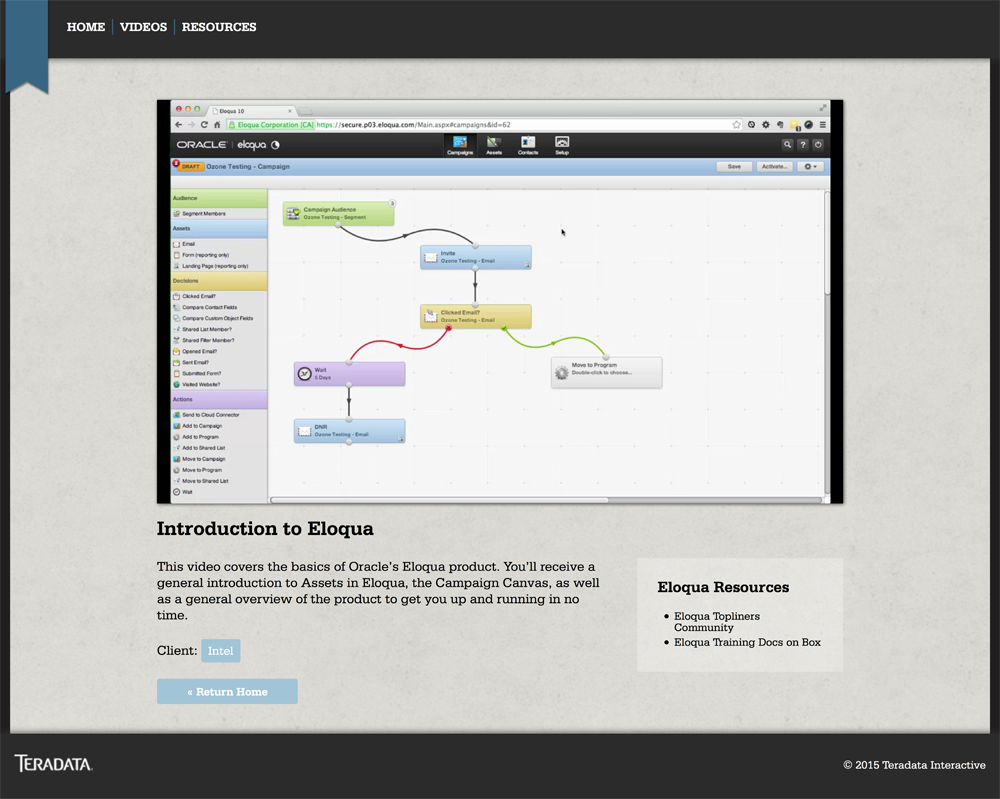 HOME VIDEOS RESOURCES
Eloqua 10
Eloqua Corporation [CA] https://secure.p03.eloqua.com/Main.aspx#campaigns&id=62
ORACLE | eloqua
Campaigns Assets Contacts Setup
DRAFT Ozone Testing - Campaign
Save Activate...
Audience
Segment Members
Assets
Email
Form (reporting only)
Landing Page (reporting only)
Decisions
Clicked Email?
Compare Contact Fields
Compare Custom Object Fields
Shared List Member?
Shared Filter Member?
Opened Email?
Sent Email?
Submitted Form?
Visited Website?
Actions
Send to Cloud Connector
Add to Campaign
Add to Program
Add to Shared List
Move to Campaign
Move to Program
Move to Shared List
Wait
Campaign Audience
Ozone Testing - Segment
Invite
Ozone Testing - Email
Clicked Email?
Ozone Testing - Email
Wait
5 Days
Move to Program
Double-click to choose...
DNR
Ozone Testing - Email
Introduction to Eloqua
This video covers the basics of Oracle's Eloqua product. You'll receive a
general introduction to Assets in Eloqua, the Campaign Canvas, as well
as a general overview of the product to get you up and running in no
time.
Client: Intel
« Return Home
Eloqua Resources
• Eloqua Topliners
Community
• Eloqua Training Docs on Box
TERADATA.
© 2015 Teradata Interactive